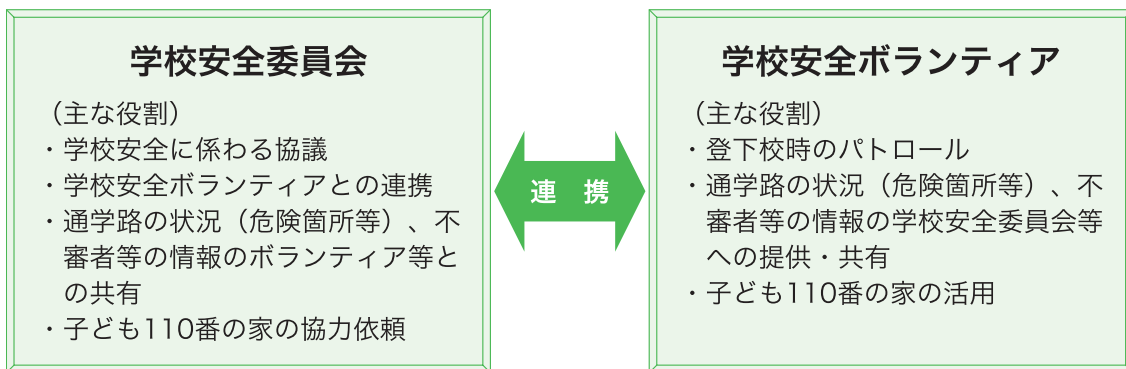 学校安全委員会
（主な役割）
・学校安全に係わる協議
・学校安全ボランティアとの連携
・通学路の状況（危険箇所等）、不
審者等の情報のボランティア等と
の共有
・子ども110番の家の協力依頼
連　携
学校安全ボランティア
（主な役割）
・登下校時のパトロール
・通学路の状況（危険箇所等）、不
審者等の情報の学校安全委員会等
への提供・共有
・子ども110番の家の活用